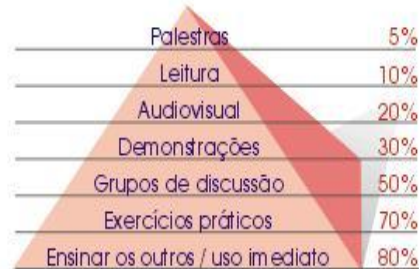 Palestras 5%
Leitura 10%
Audiovisual 20%
Demonstrações 30%
Grupos de discussão 50%
Exercícios práticos 70%
Ensinar os outros / uso imediato 80%